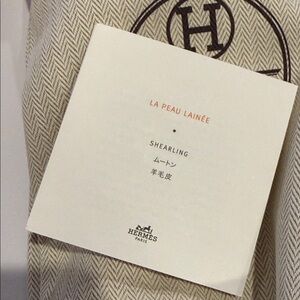 H
LA PEAU LAINÉE
SHEARLING
ムートン
羊毛皮
HERMÈS
PARIS